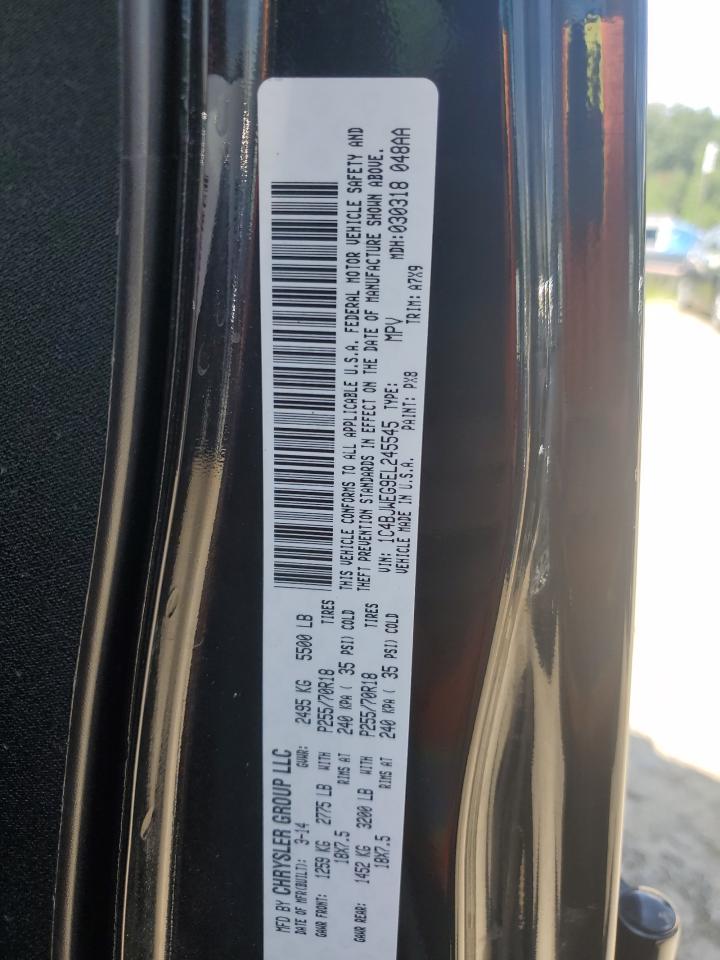 MFD BY CHRYSLER GROUP LLC
DATE OF MFR(BUILT): 3-14 GVWR: 2495 KG 5500 LB
GAWR FRONT: 1259 KG 2775 LB WITH P255/70R18 TIRES
18X7.5 RIMS AT 240 KPA ( 35 PSI) COLD
GAWR REAR: 1452 KG 3200 LB WITH P255/70R18 TIRES
18X7.5 RIMS AT 240 KPA ( 35 PSI) COLD
THIS VEHICLE CONFORMS TO ALL APPLICABLE U.S.A. FEDERAL MOTOR VEHICLE SAFETY AND
THEFT PREVENTION STANDARDS IN EFFECT ON THE DATE OF MANUFACTURE SHOWN ABOVE.
VIN: 1C4BJWEG9EL245545 TYPE: MPV MDH:030318 048AA
VEHICLE MADE IN U.S.A. PAINT: PX8 TRIM: A7X9